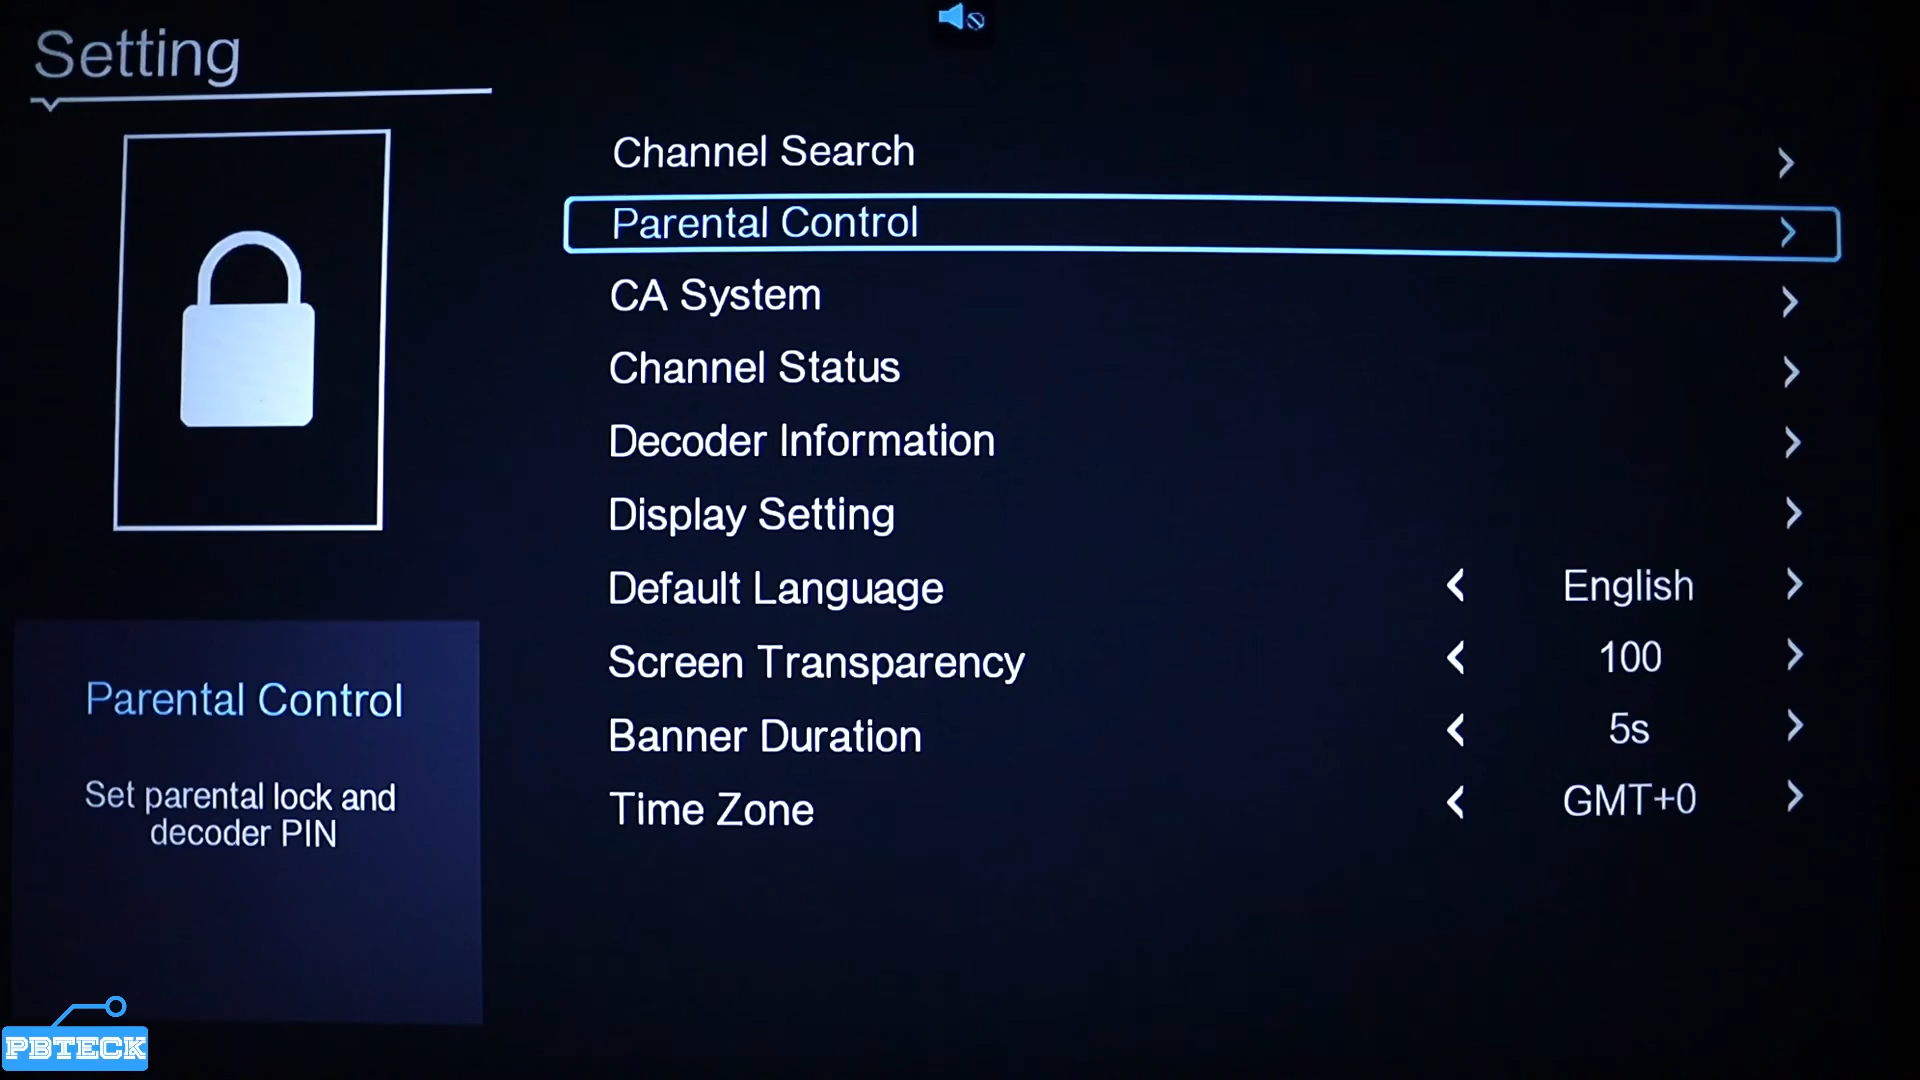 Setting
Channel Search
Parental Control
CA System
Channel Status
Decoder Information
Display Setting
Default Language English
Screen Transparency 100
Banner Duration 5s
Time Zone GMT+0
Parental Control
Set parental lock and
decoder PIN
PBTECK